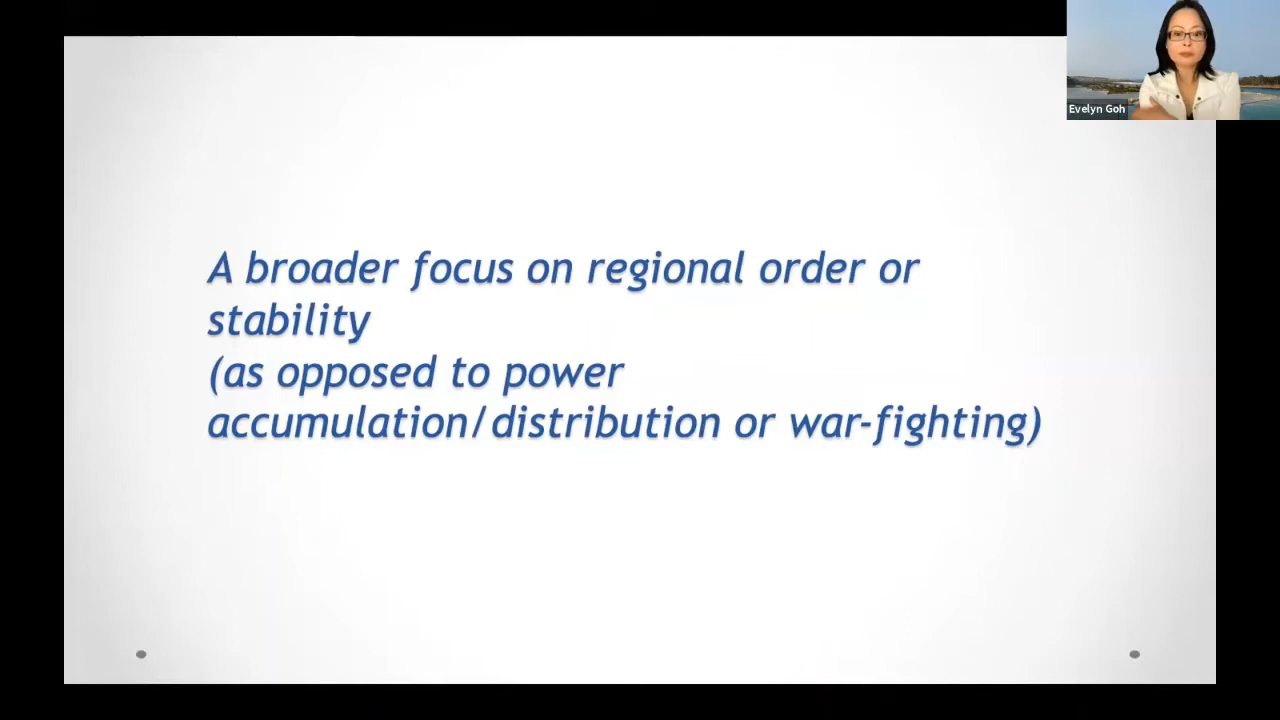 Evelyn Goh
A broader focus on regional order or
stability
(as opposed to power
accumulation/distribution or war-fighting)